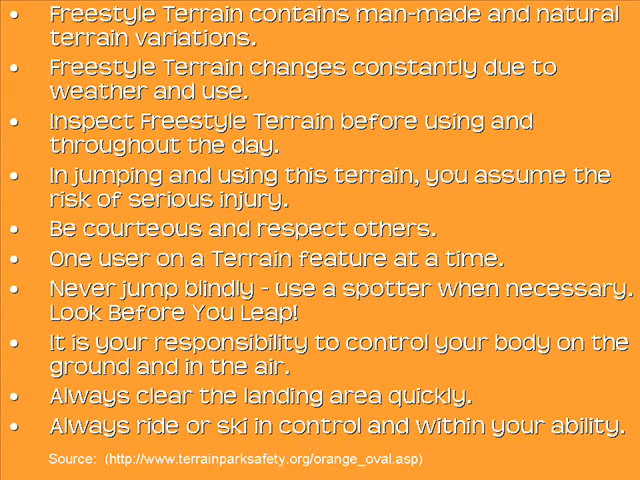 • Freestyle Terrain contains man-made and natural
terrain variations.
• Freestyle Terrain changes constantly due to
weather and use.
• Inspect Freestyle Terrain before using and
throughout the day.
• In jumping and using this terrain, you assume the
risk of serious injury.
• Be courteous and respect others.
• One user on a Terrain feature at a time.
• Never jump blindly - use a spotter when necessary.
Look Before You Leap!
• It is your responsibility to control your body on the
ground and in the air.
• Always clear the landing area quickly.
• Always ride or ski in control and within your ability.
Source: (http://www.terrainparksafety.org/orange_oval.asp)